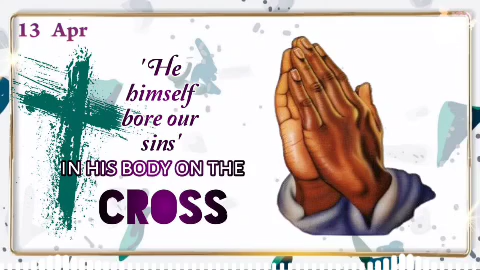 13 Apr
'He
himself
bore our
sins'
IN HIS BODY ON THE
CROSS